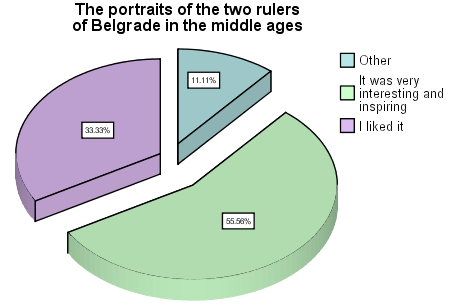 The portraits of the two rulers
of Belgrade in the middle ages
11.11%
33.33%
55.56%
Other
It was very
interesting and
inspiring
I liked it